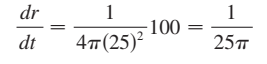 dr/dt = 1/(4π(25)²) 100 = 1/(25π)